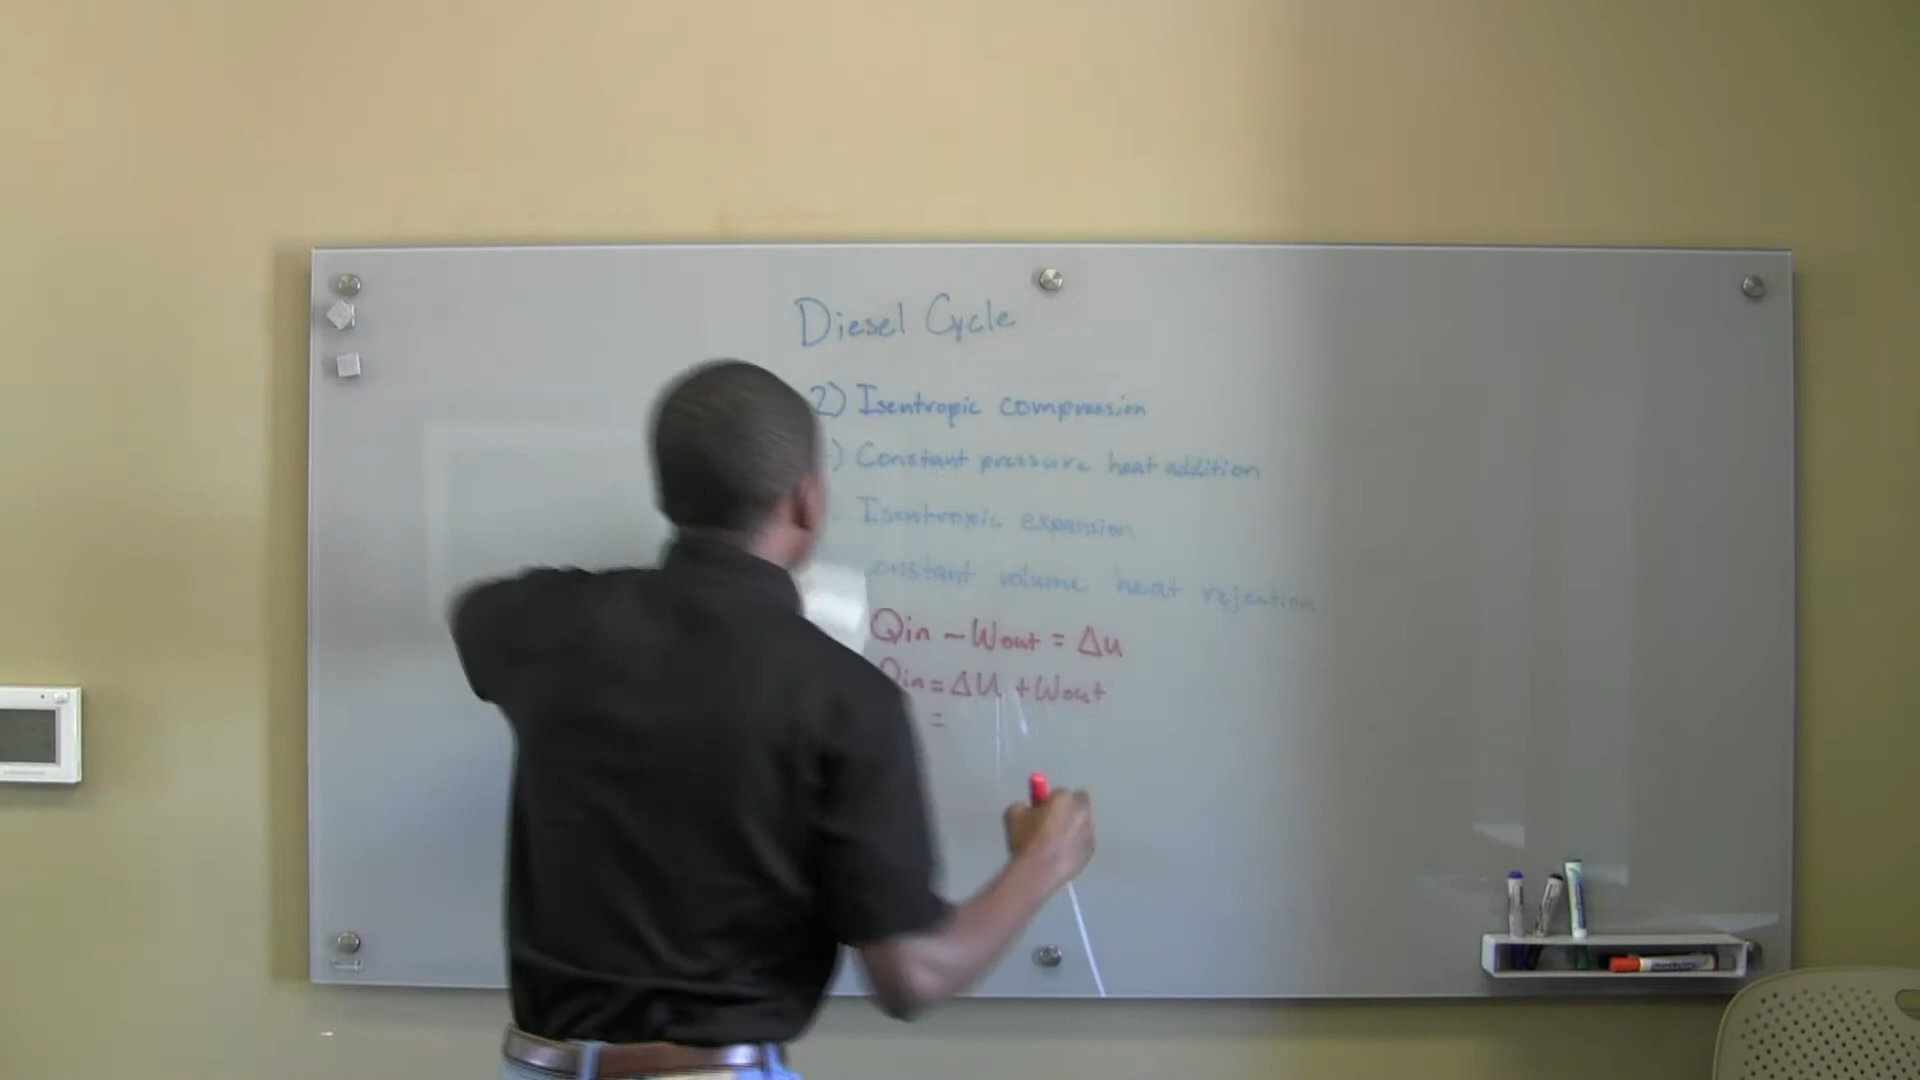 Diesel Cycle
2) Isentropic compression
) Constant pressure heat addition
Isentropic expansion
onstant volume heat rejection
Qin - Wout = Δu
Qin = ΔU + Wout
=